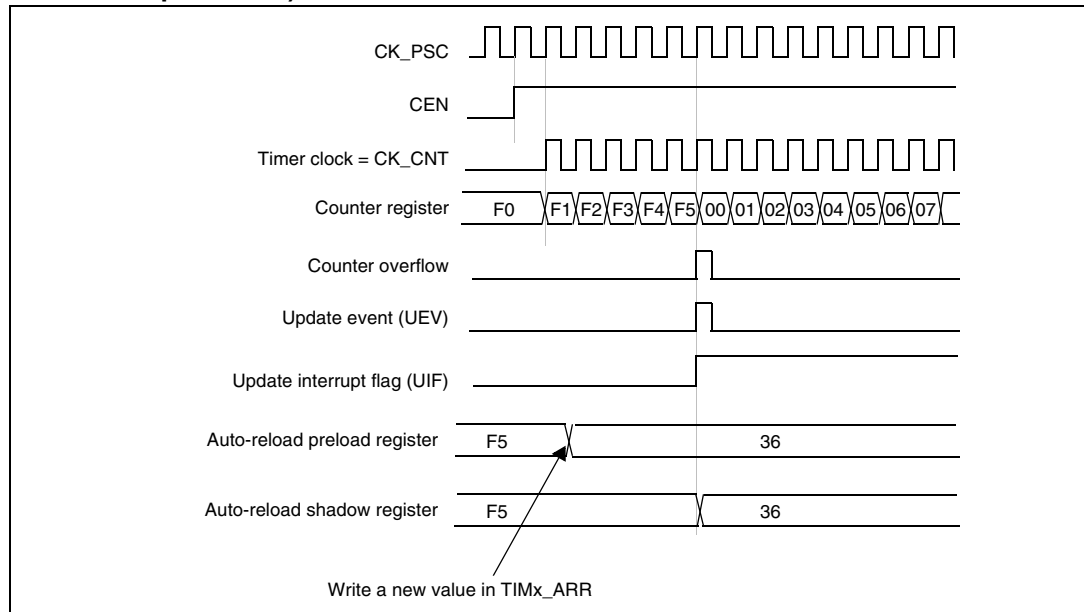 CK_PSC
CEN
Timer clock = CK_CNT
Counter register F0 F1 F2 F3 F4 F5 00 01 02 03 04 05 06 07
Counter overflow
Update event (UEV)
Update interrupt flag (UIF)
Auto-reload preload register F5 36
Auto-reload shadow register F5 36
Write a new value in TIMx_ARR